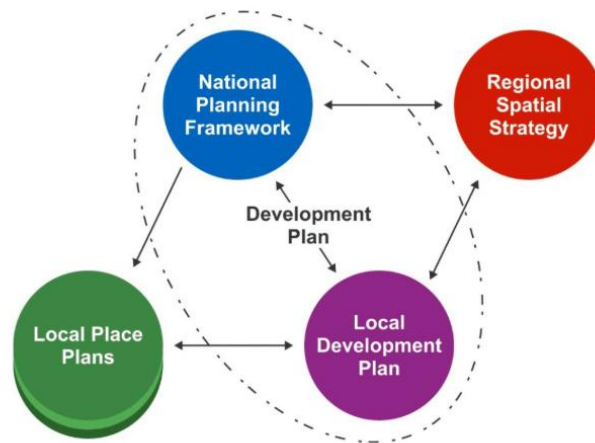 National
Planning
Framework
Regional
Spatial
Strategy
Development
Plan
Local Place
Plans
Local
Development
Plan